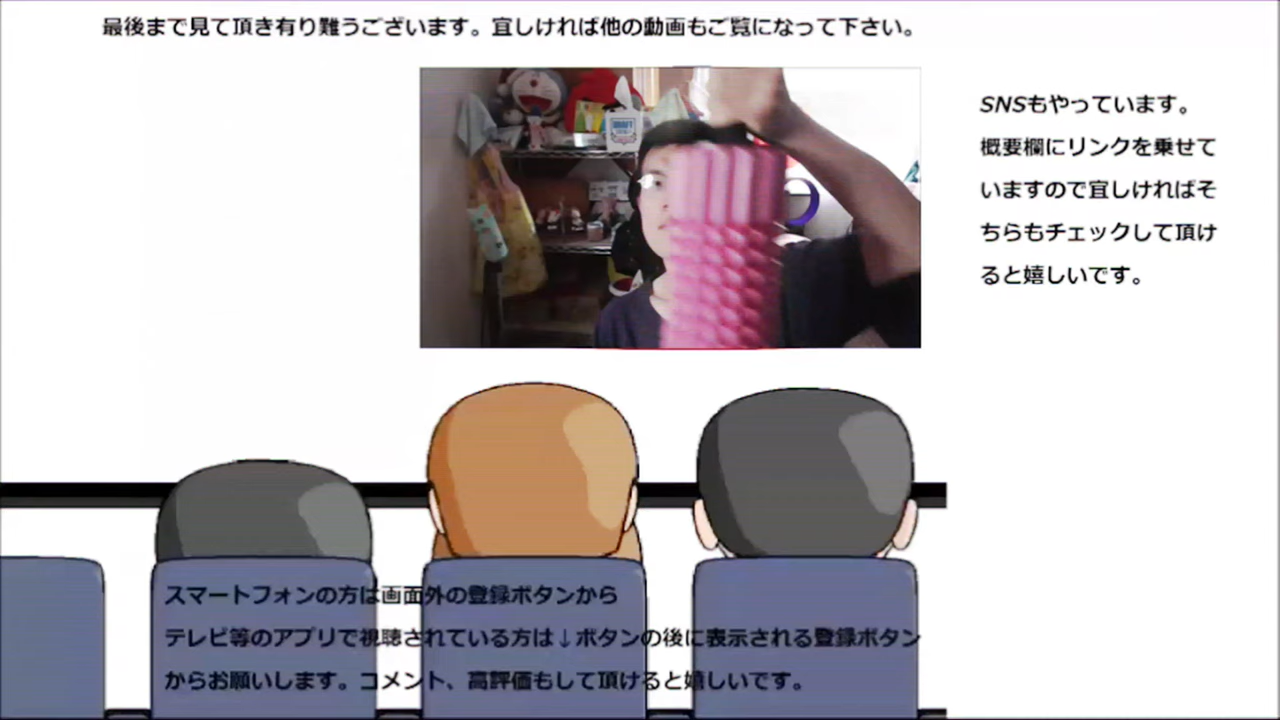 最後まで見て頂き有り難うございます。宜しければ他の動画もご覧になって下さい。
SNSもやっています。
概要欄にリンクを乗せて
いますので宜しければそ
ちらもチェックして頂け
ると嬉しいです。
スマートフォンの方は画面外の登録ボタンから
テレビ等のアプリで視聴されている方は↓ボタンの後に表示される登録ボタン
からお願いします。コメント、高評価もして頂けると嬉しいです。